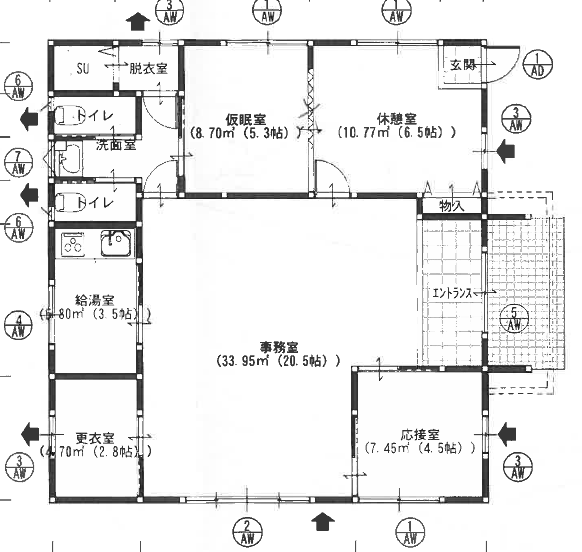 3
AW
1
AW
1
AW
SU
脱衣室
玄関
1
AD
6
AW
トイレ
仮眠室
(8.70㎡(5.3帖))
休憩室
(10.77㎡(6.5帖))
3
AW
洗面室
7
AW
トイレ
物入
6
AW
給湯室
(5.80㎡(3.5帖))
エントランス
5
AW
4
AW
事務室
(33.95㎡(20.5帖))
更衣室
(4.70㎡(2.8帖))
応接室
(7.45㎡(4.5帖))
3
AW
3
AW
2
AW
1
AW